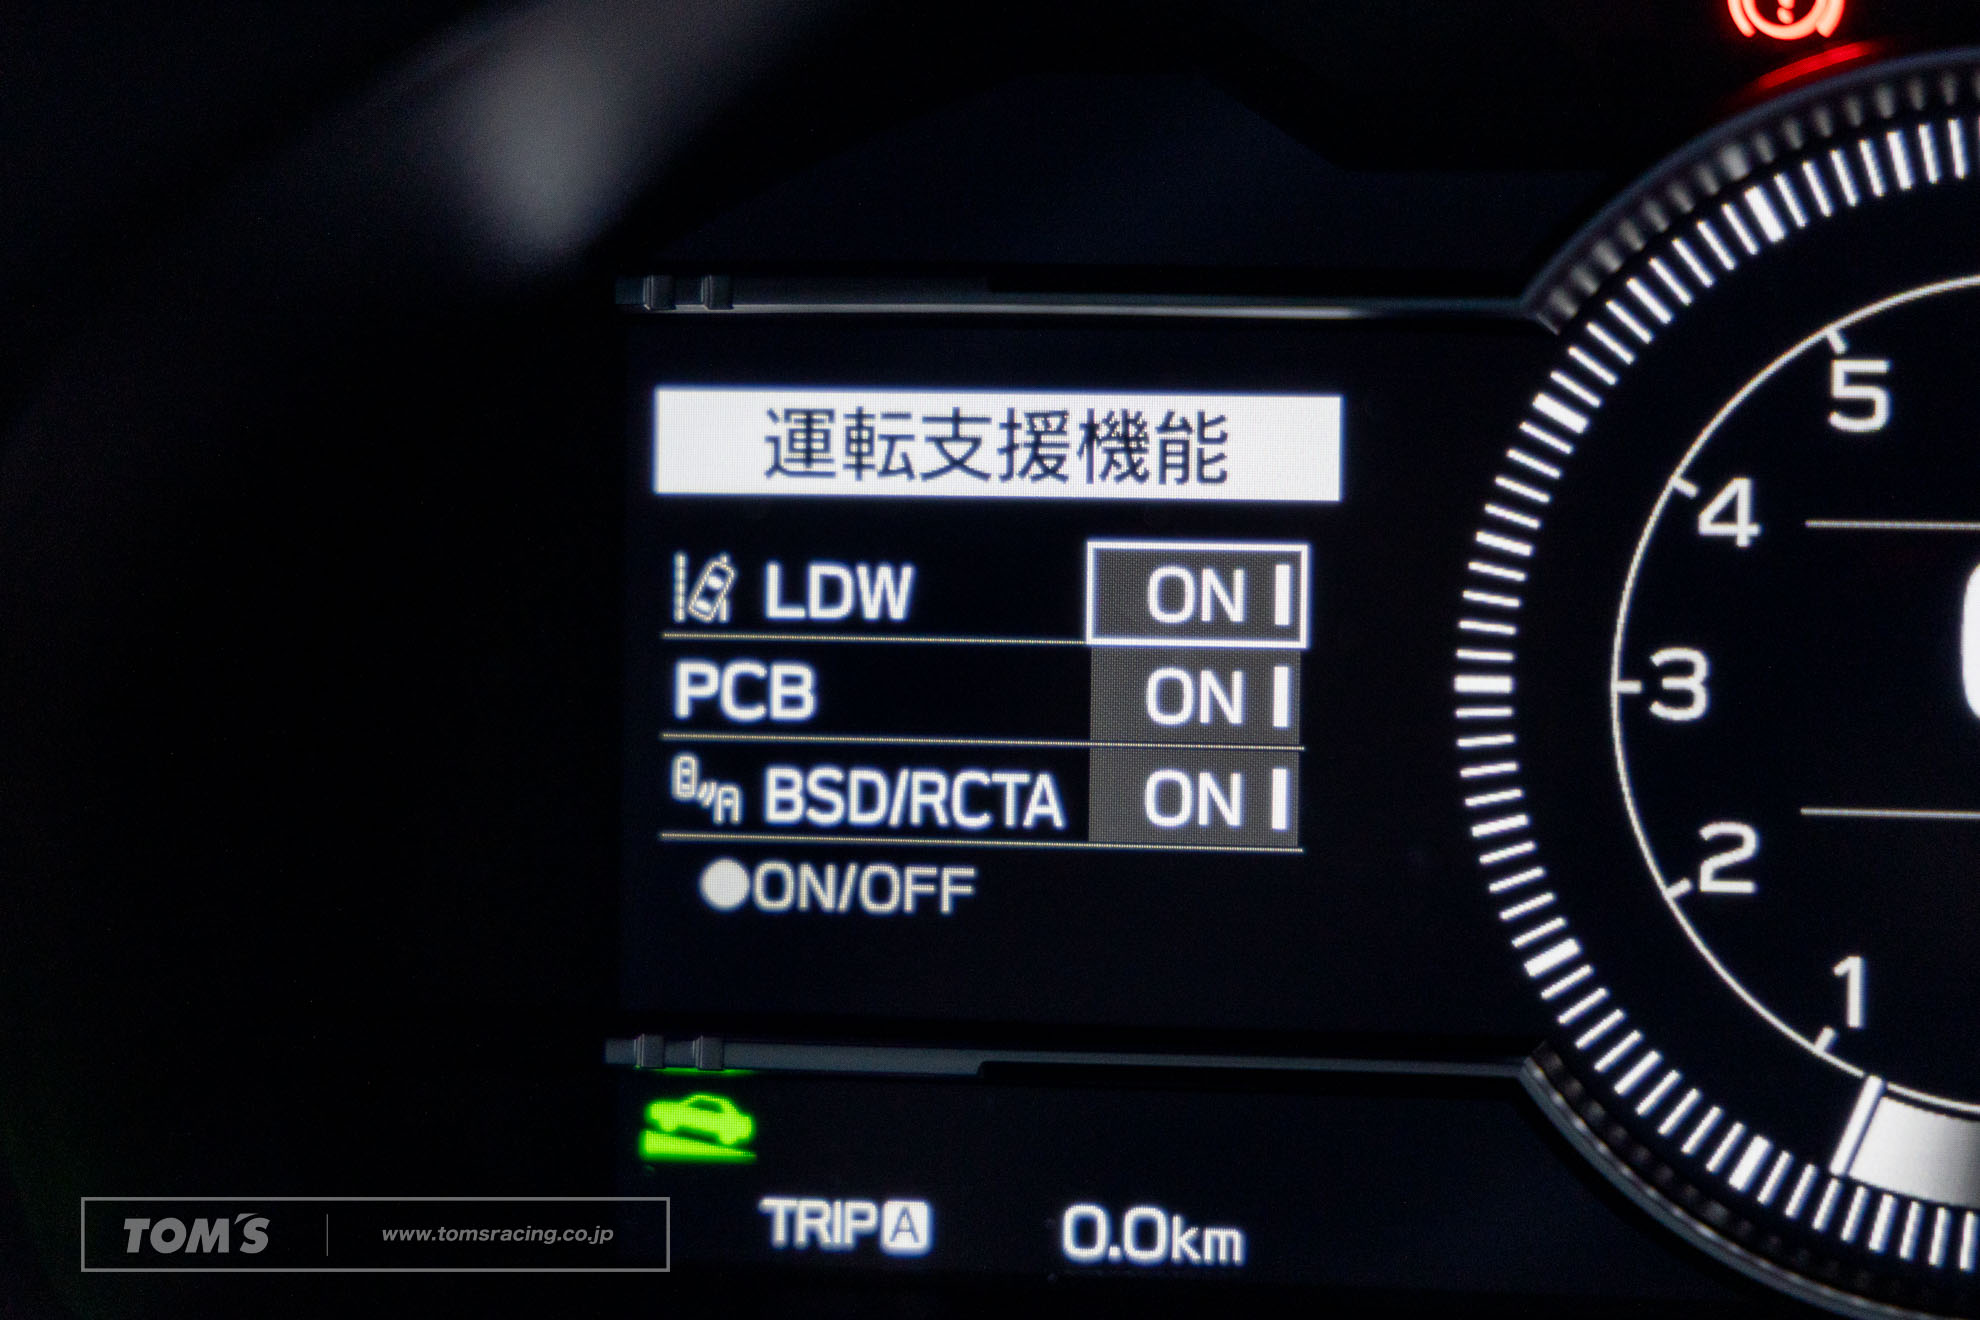 運転支援機能
LDW ON
PCB ON
BSD/RCTA ON
●ON/OFF
5
4
3
2
1
TRIP A 0.0km
TOM'S www.tomsracing.co.jp